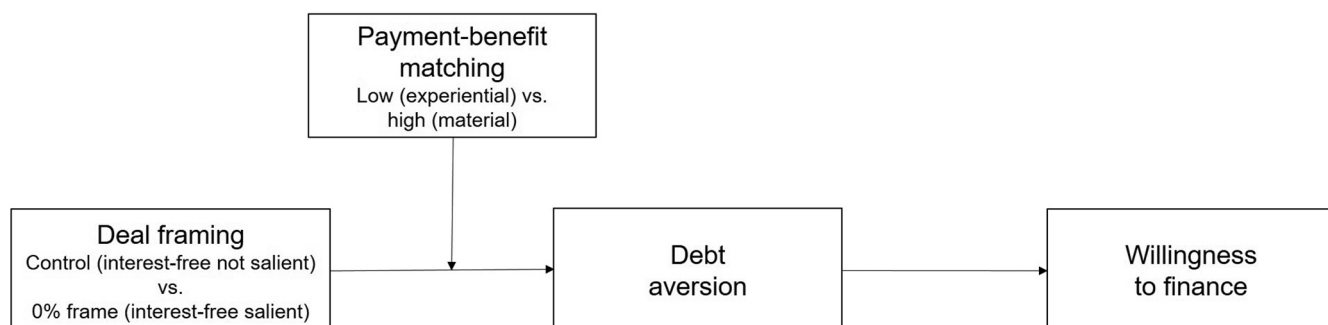 Payment-benefit
matching
Low (experiential) vs.
high (material)
Deal framing
Control (interest-free not salient)
vs.
0% frame (interest-free salient)
Debt
aversion
Willingness
to finance